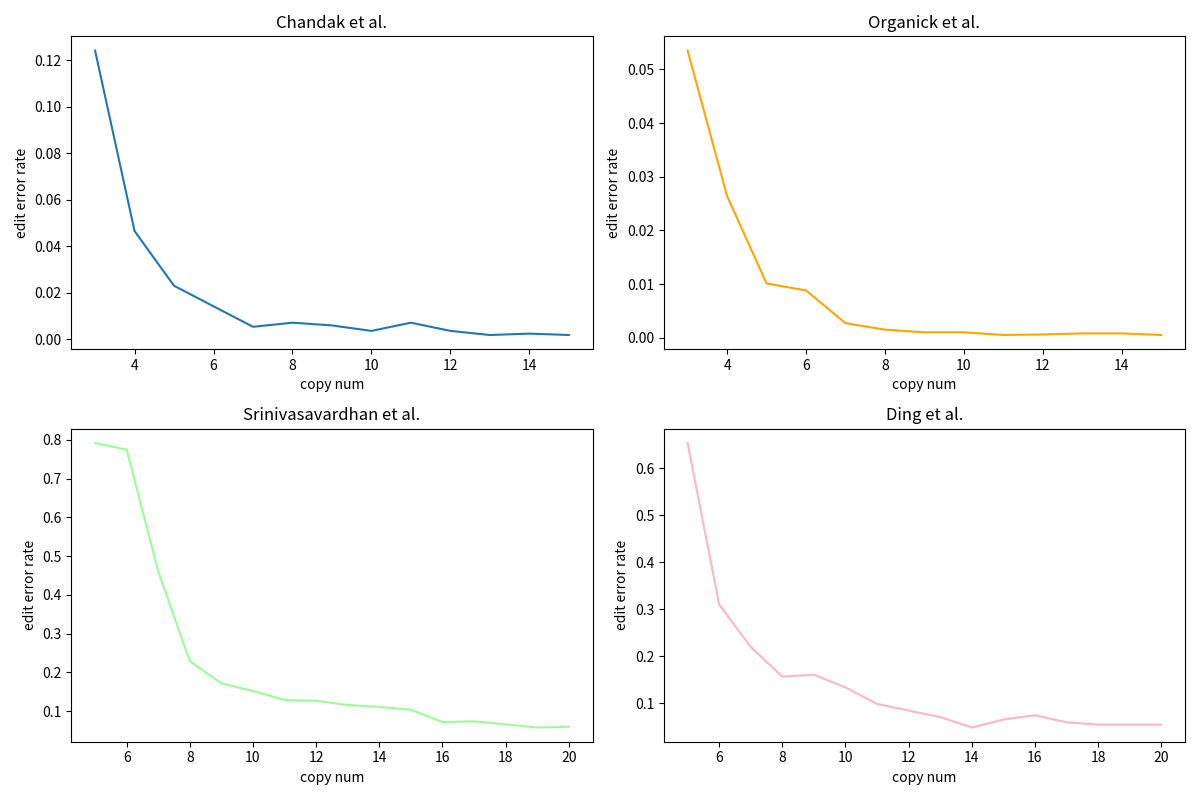 Chandak et al.
0.12
0.10
0.08
0.06
0.04
0.02
0.00
edit error rate
4 6 8 10 12 14
copy num
Organick et al.
0.05
0.04
0.03
0.02
0.01
0.00
edit error rate
4 6 8 10 12 14
copy num
Srinivasavardhan et al.
0.8
0.7
0.6
0.5
0.4
0.3
0.2
0.1
edit error rate
6 8 10 12 14 16 18 20
copy num
Ding et al.
0.6
0.5
0.4
0.3
0.2
0.1
edit error rate
6 8 10 12 14 16 18 20
copy num